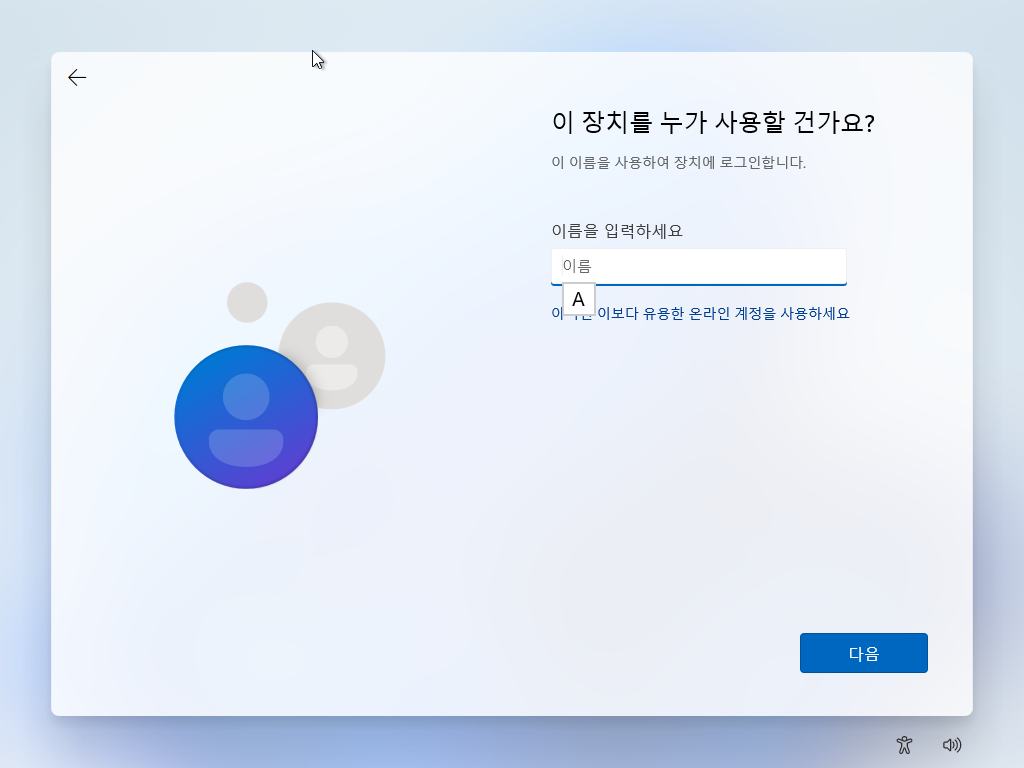 이 장치를 누가 사용할 건가요?
이 이름을 사용하여 장치에 로그인합니다.
이름을 입력하세요
이름
A
이보다 유용한 온라인 계정을 사용하세요
다음